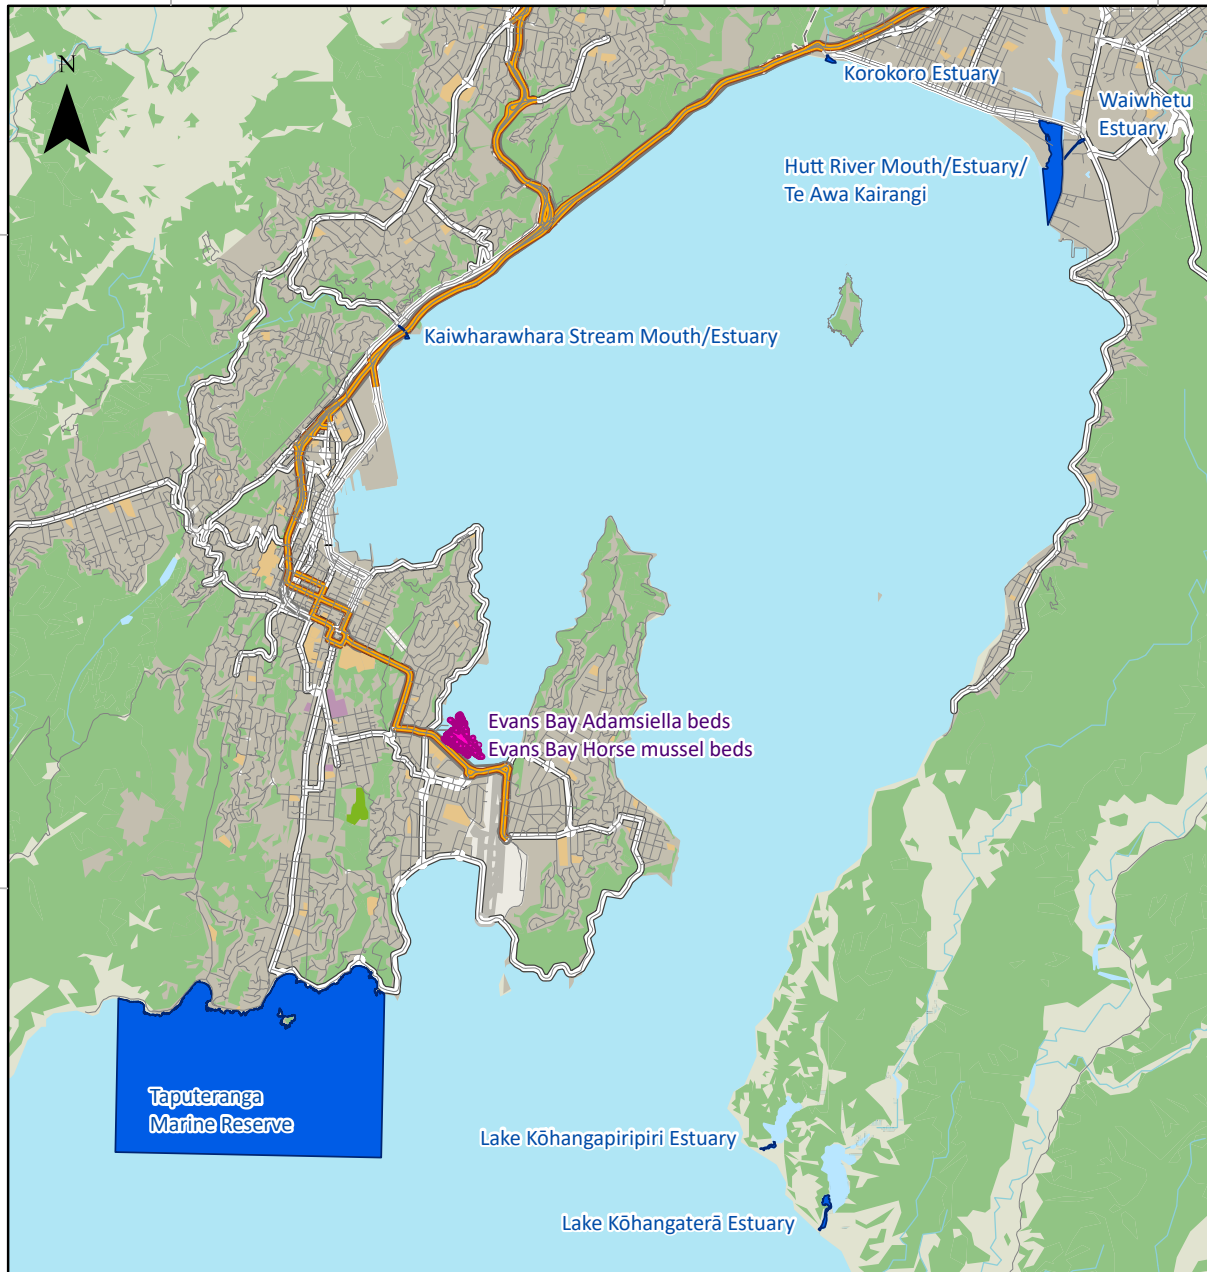 N
Korokoro Estuary
Waiwhetu
Estuary
Hutt River Mouth/Estuary/
Te Awa Kairangi
Kaiwharawhara Stream Mouth/Estuary
Evans Bay Adamsiella beds
Evans Bay Horse mussel beds
Taputeranga
Marine Reserve
Lake Kōhangapiripiri Estuary
Lake Kōhangaterā Estuary